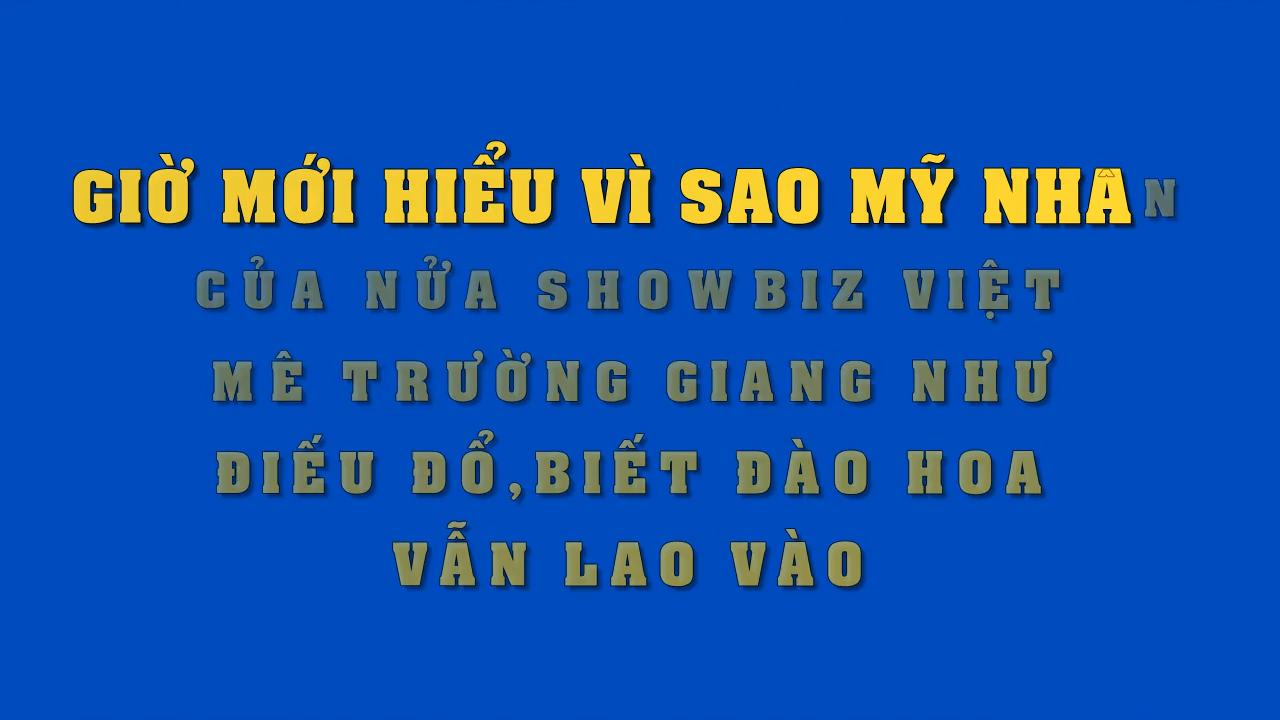 GIỜ MỚI HIỂU VÌ SAO MỸ NHÂN
CỦA NỬA SHOWBIZ VIỆT
MÊ TRƯỜNG GIANG NHƯ
ĐIẾU ĐỔ,BIẾT ĐÀO HOA
VẪN LAO VÀO